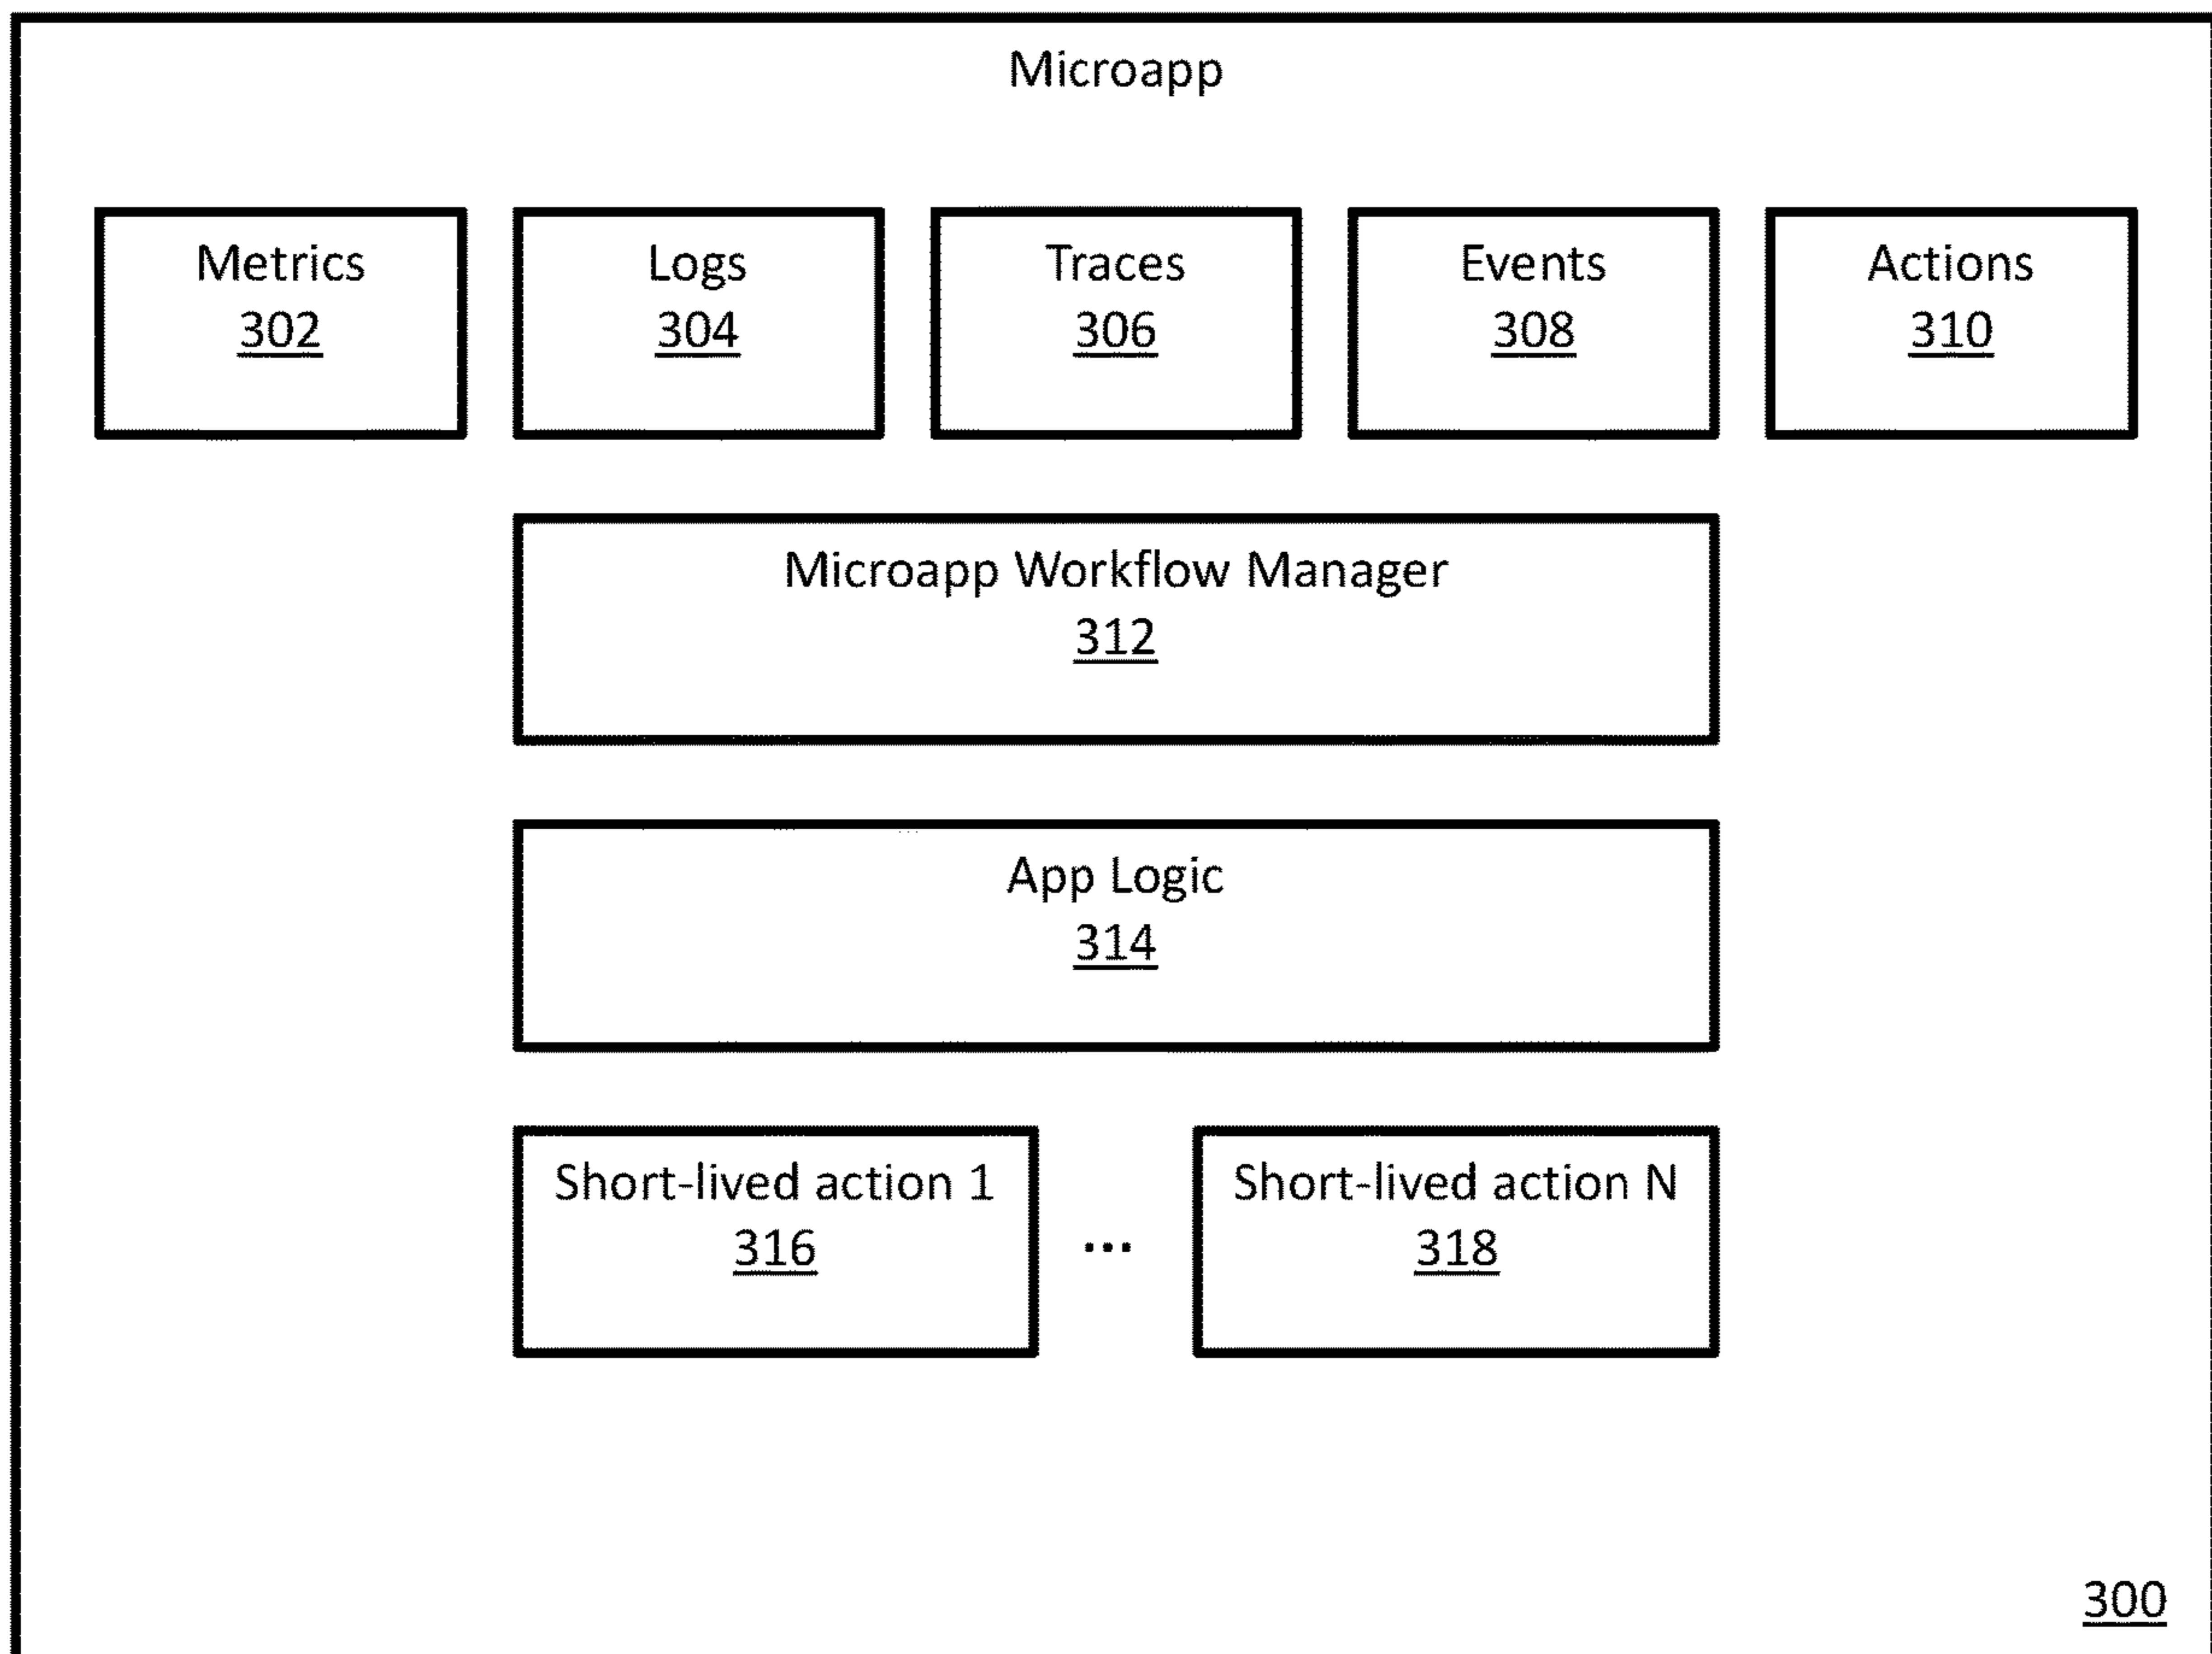 Microapp
Metrics
302
Logs
304
Traces
306
Events
308
Actions
310
Microapp Workflow Manager
312
App Logic
314
Short-lived action 1
316
...
Short-lived action N
318
300